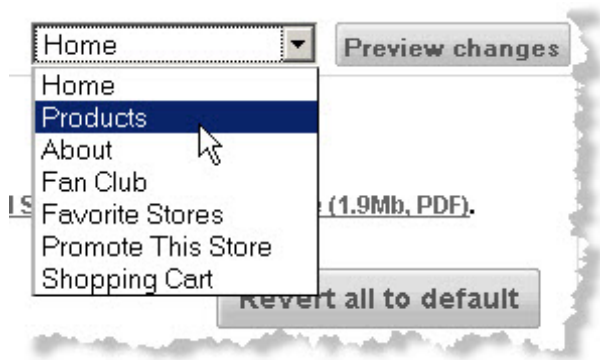 Home
Preview changes
Home
Products
About
Fan Club
Favorite Stores
(1.9Mb, PDF).
Promote This Store
Shopping Cart
Revert all to default